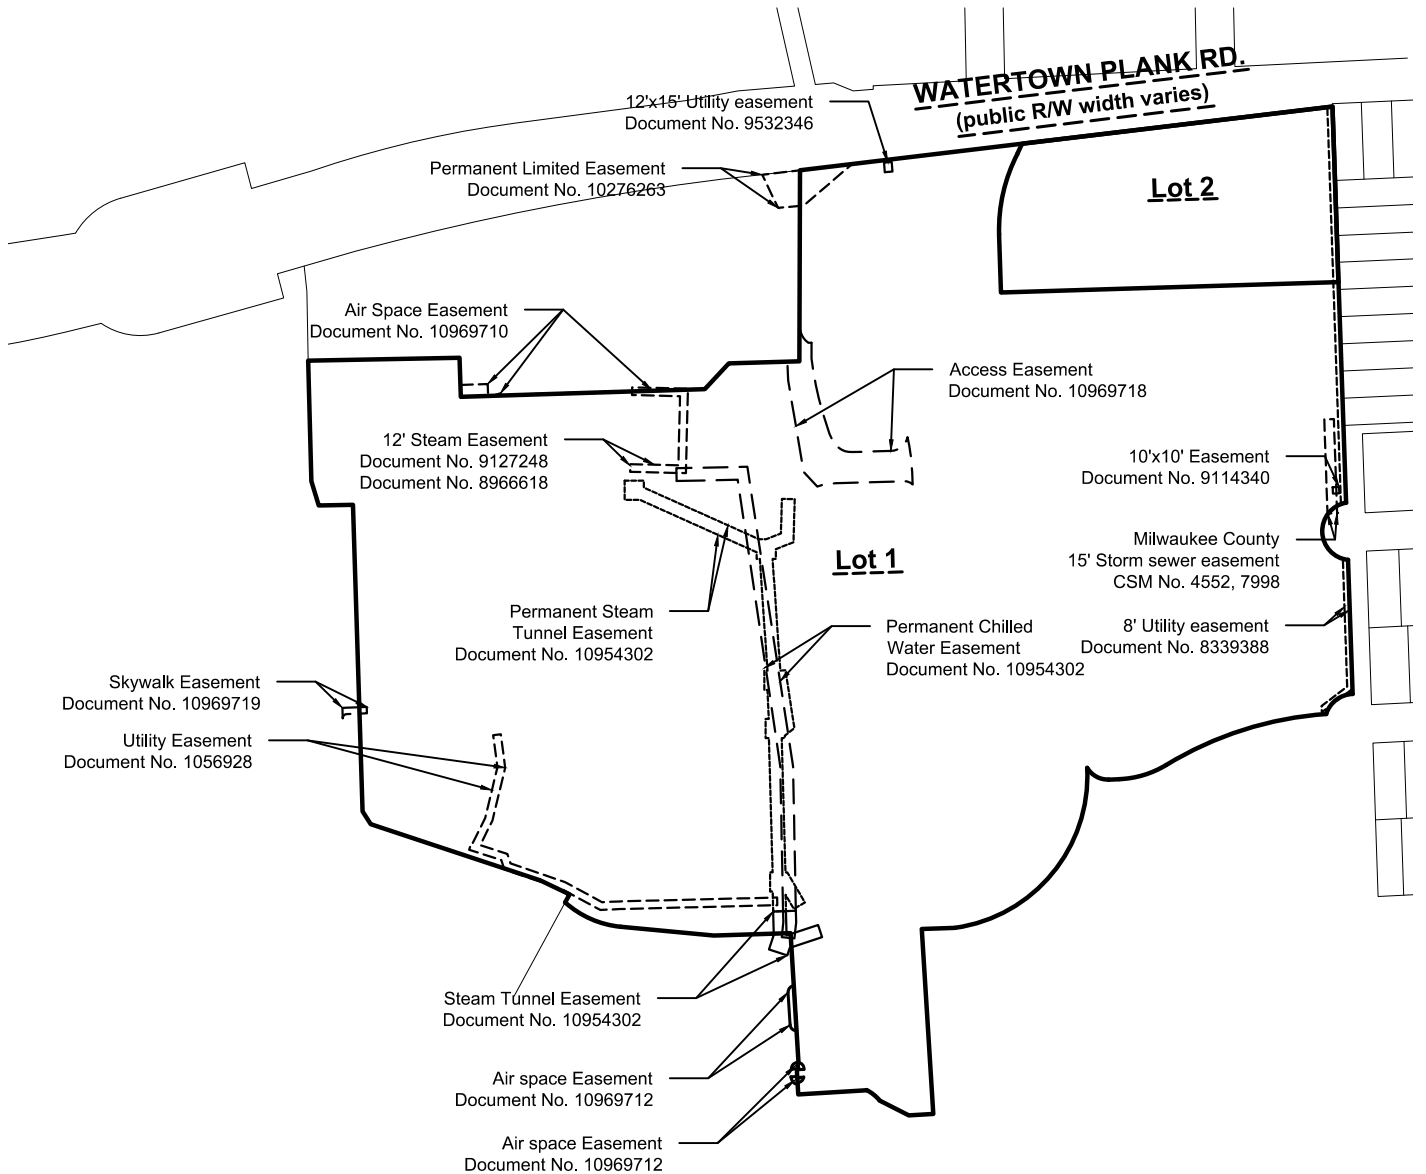 WATERTOWN PLANK RD.
(public R/W width varies)
12'x15' Utility easement
Document No. 9532346
Permanent Limited Easement
Document No. 10276263
Lot 2
Air Space Easement
Document No. 10969710
Access Easement
Document No. 10969718
12' Steam Easement
Document No. 9127248
Document No. 8966618
10'x10' Easement
Document No. 9114340
Lot 1
Milwaukee County
15' Storm sewer easement
CSM No. 4552, 7998
Permanent Steam
Tunnel Easement
Document No. 10954302
Permanent Chilled
Water Easement
Document No. 10954302
8' Utility easement
Document No. 8339388
Skywalk Easement
Document No. 10969719
Utility Easement
Document No. 1056928
Steam Tunnel Easement
Document No. 10954302
Air space Easement
Document No. 10969712
Air space Easement
Document No. 10969712